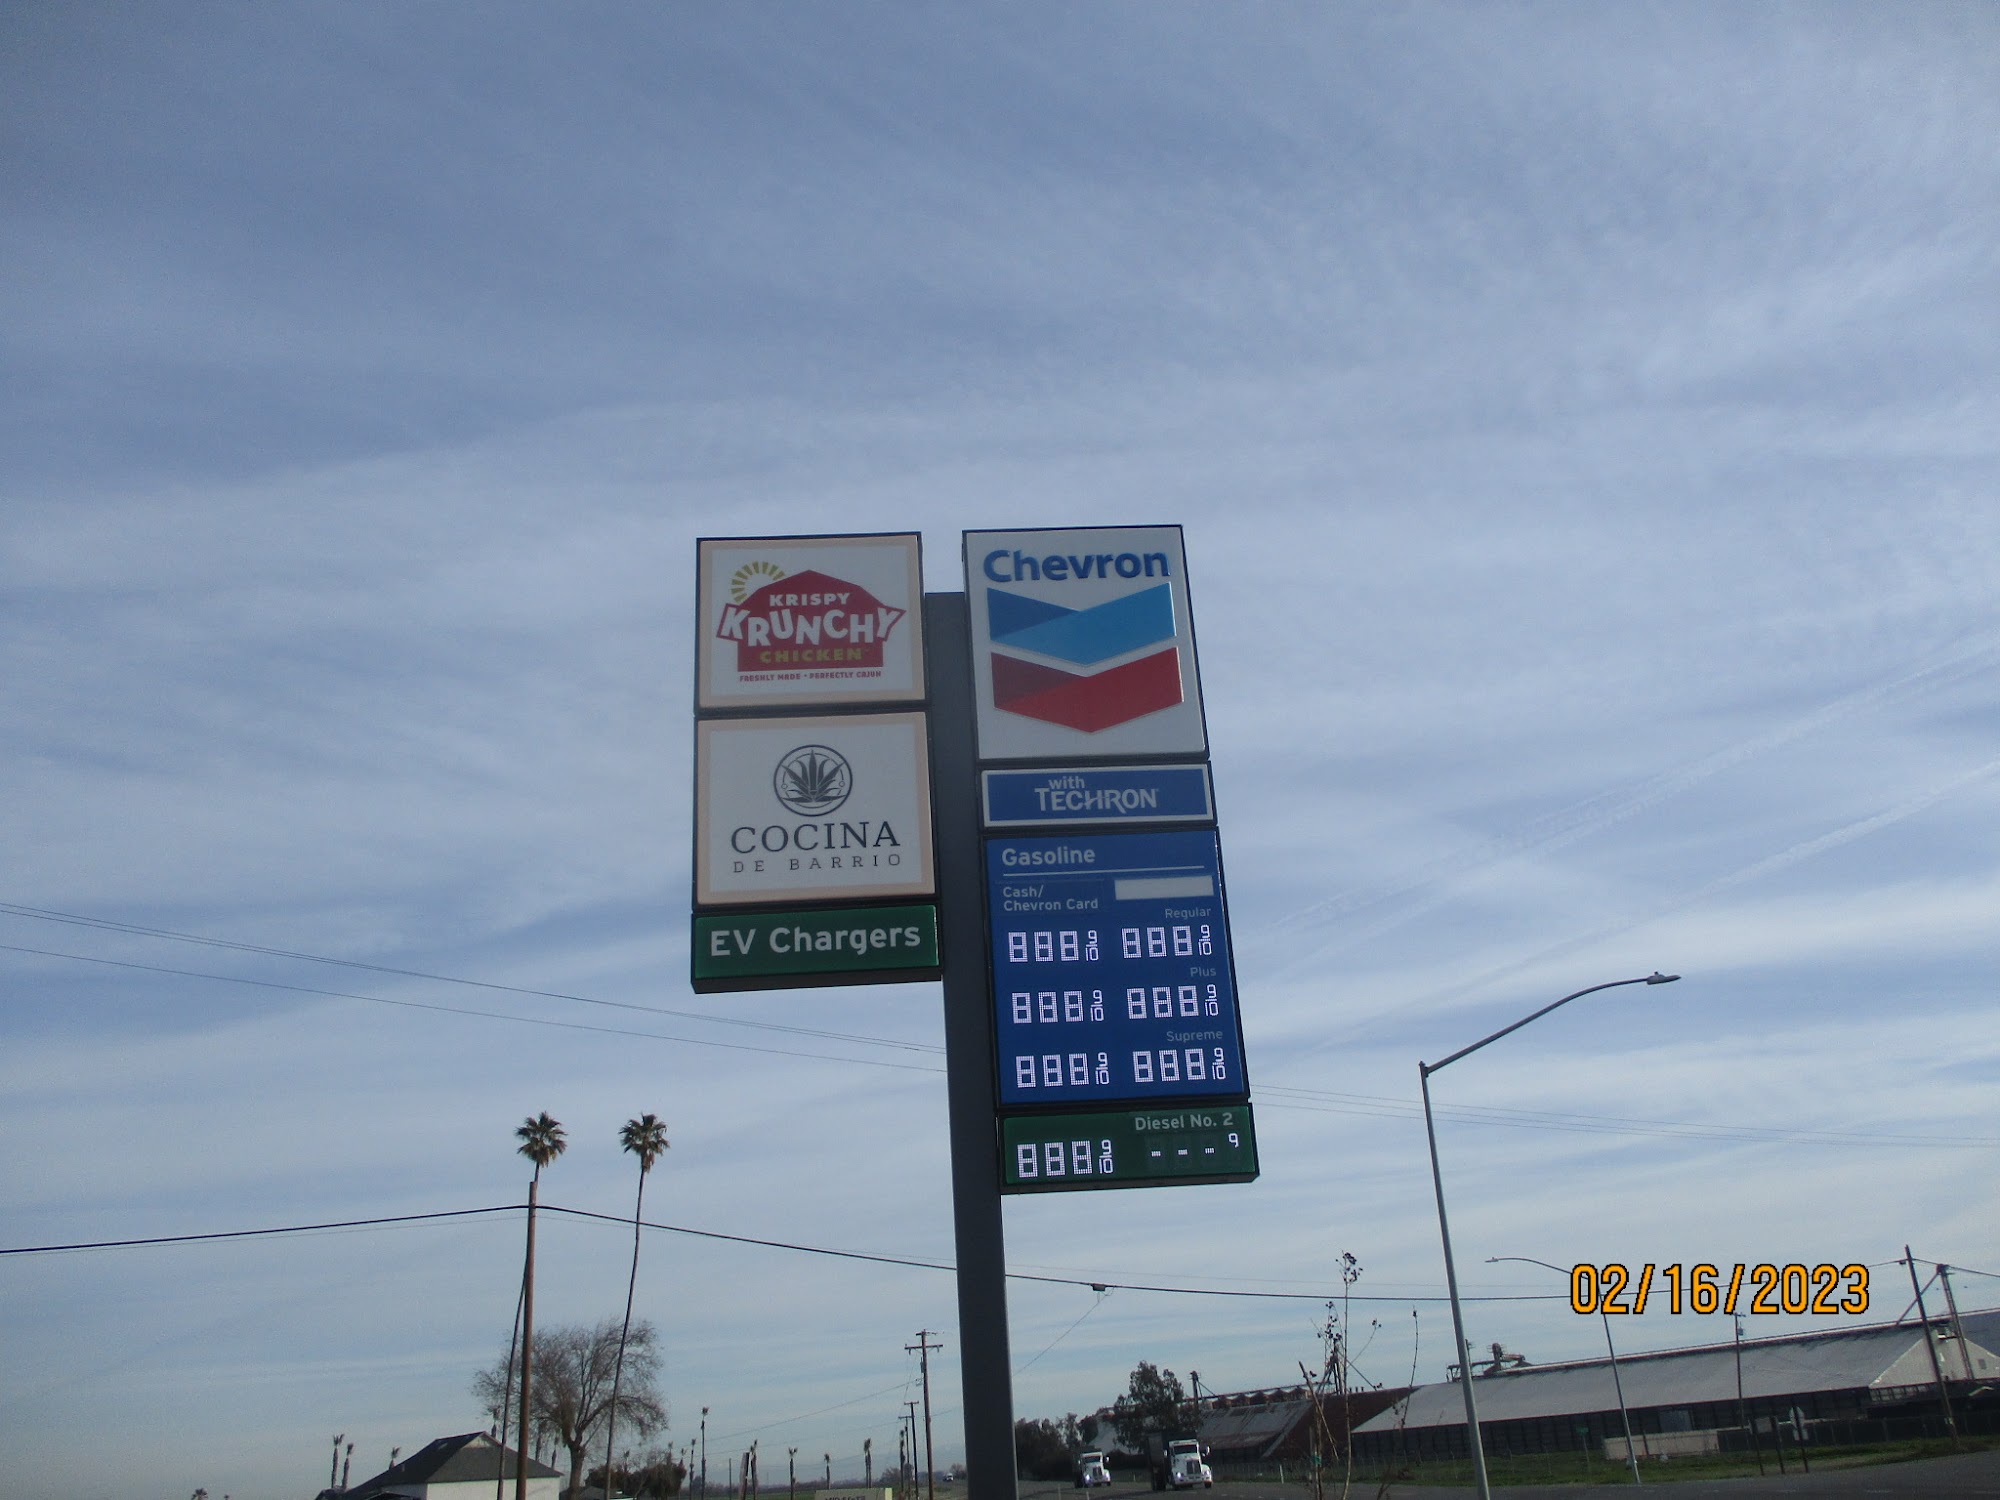 KRISPY
KRUNCHY
CHICKEN
FRESHLY MADE • PERFECTLY CAJUN
COCINA
DE BARRIO
EV Chargers
Chevron
with
TECHRON
Gasoline
Cash/
Chevron Card
Regular
888 9/10 888 9/10
Plus
888 9/10 888 9/10
Supreme
888 9/10 888 9/10
Diesel No. 2
888 9/10 - - - 9
02/16/2023